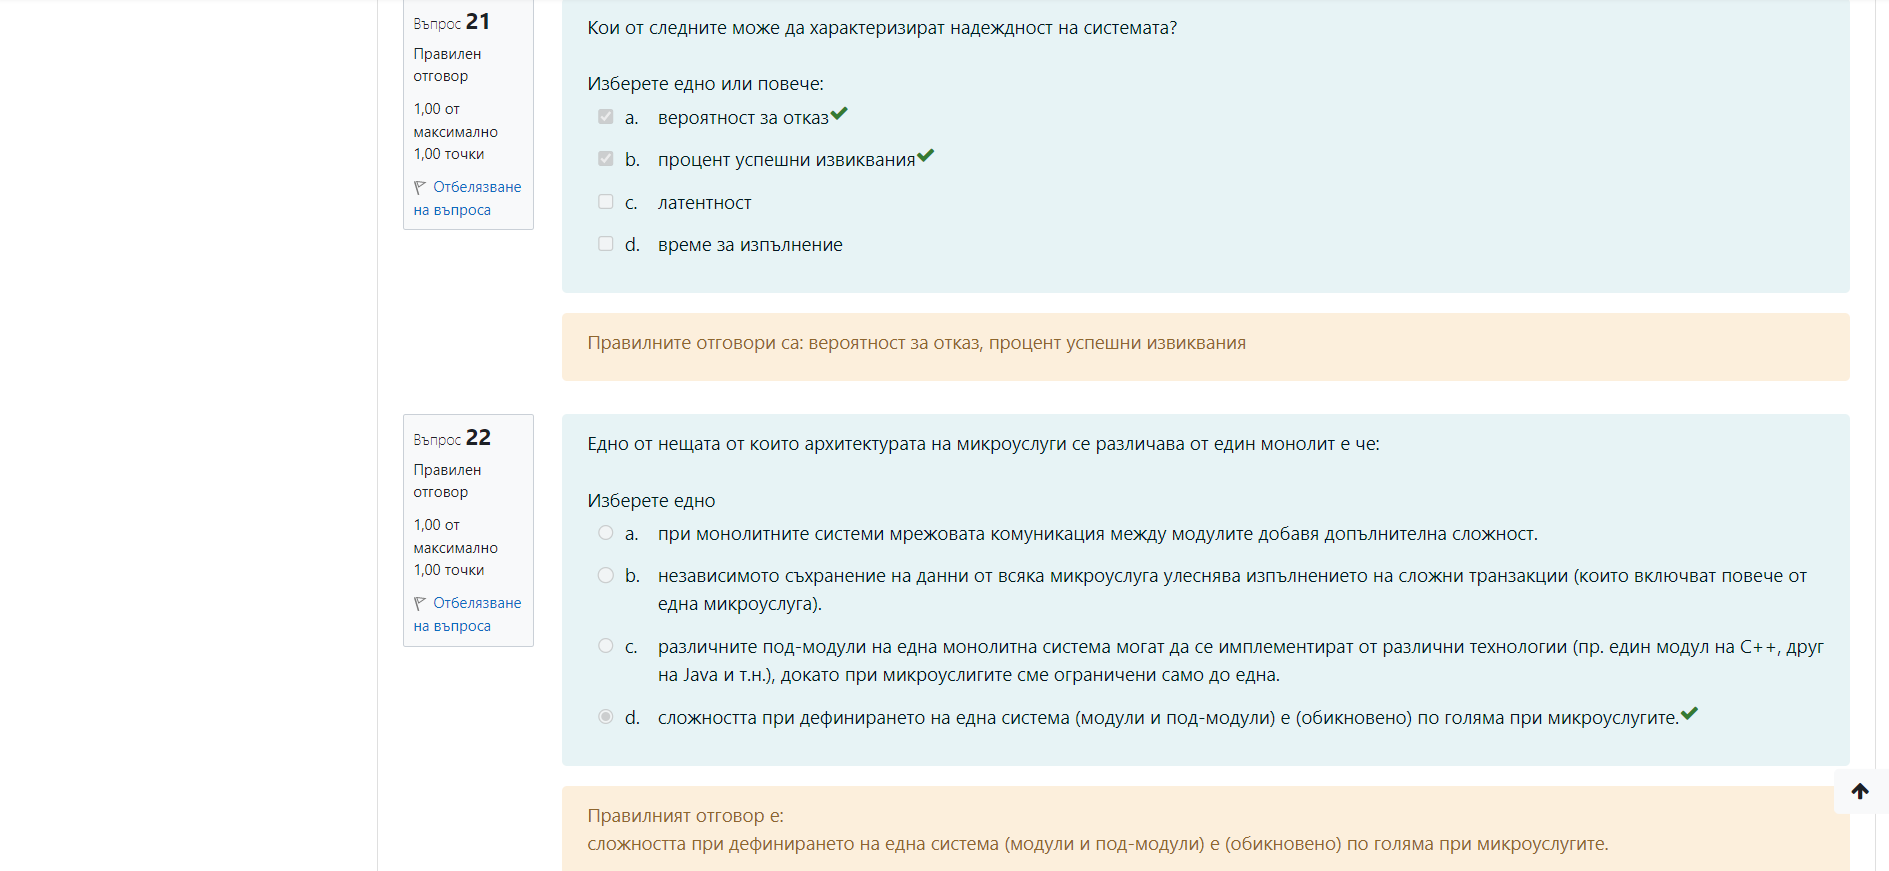 Въпрос 21
Правилен
отговор
1,00 от
максимално
1,00 точки
Отбелязване
на въпроса
Кои от следните може да характеризират надеждност на системата?
Изберете едно или повече:
a. вероятност за отказ
b. процент успешни извиквания
c. латентност
d. време за изпълнение
Правилните отговори са: вероятност за отказ, процент успешни извиквания
Въпрос 22
Правилен
отговор
1,00 от
максимално
1,00 точки
Отбелязване
на въпроса
Едно от нещата от които архитектурата на микроуслуги се различава от един монолит е че:
Изберете едно
a. при монолитните системи мрежовата комуникация между модулите добавя допълнителна сложност.
b. независимото съхранение на данни от всяка микроуслуга улеснява изпълнението на сложни транзакции (които включват повече от
една микроуслуга).
c. различните под-модули на една монолитна система могат да се имплементират от различни технологии (пр. един модул на C++, друг
на Java и т.н.), докато при микроуслигите сме ограничени само до една.
d. сложността при дефинирането на една система (модули и под-модули) е (обикновено) по голяма при микроуслугите.
Правилният отговор е:
сложността при дефинирането на една система (модули и под-модули) е (обикновено) по голяма при микроуслугите.